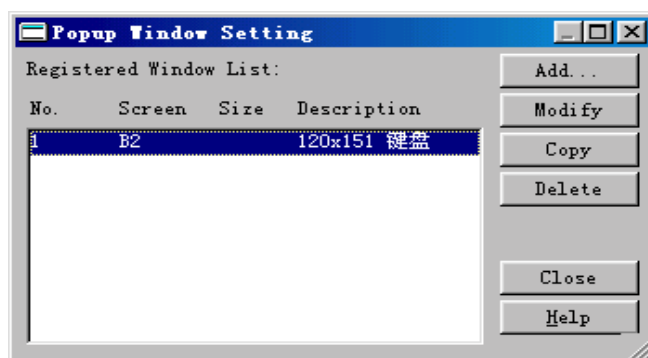 Popup Window Setting
Registered Window List:
No. Screen Size Description
1 B2 120x151 键盘
Add...
Modify
Copy
Delete
Close
Help